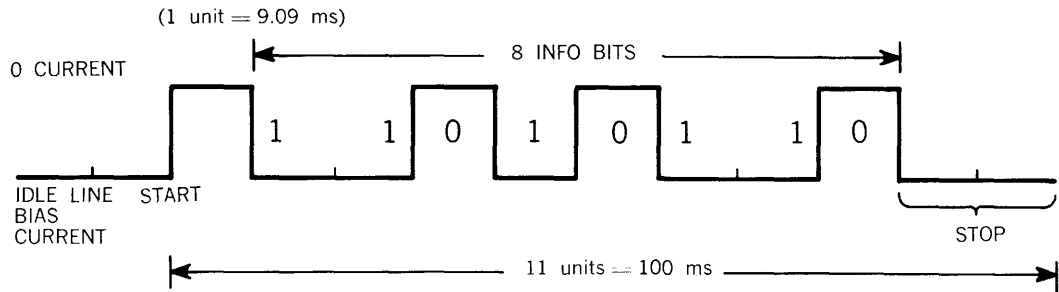 (1 unit = 9.09 ms)
8 INFO BITS
0 CURRENT
1 1 0 1 0 1 1 0
IDLE LINE START
BIAS
CURRENT
STOP
11 units = 100 ms